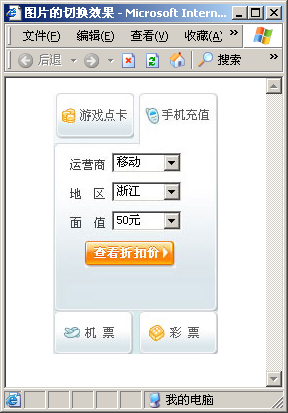 图片的切换效果 - Microsoft Intern...
文件(F) 编辑(E) 查看(V) 收藏(A)
后退 搜索
游戏点卡 手机充值
运营商 移动
地 区 浙江
面 值 50元
查看折扣价
机 票 彩 票
我的电脑